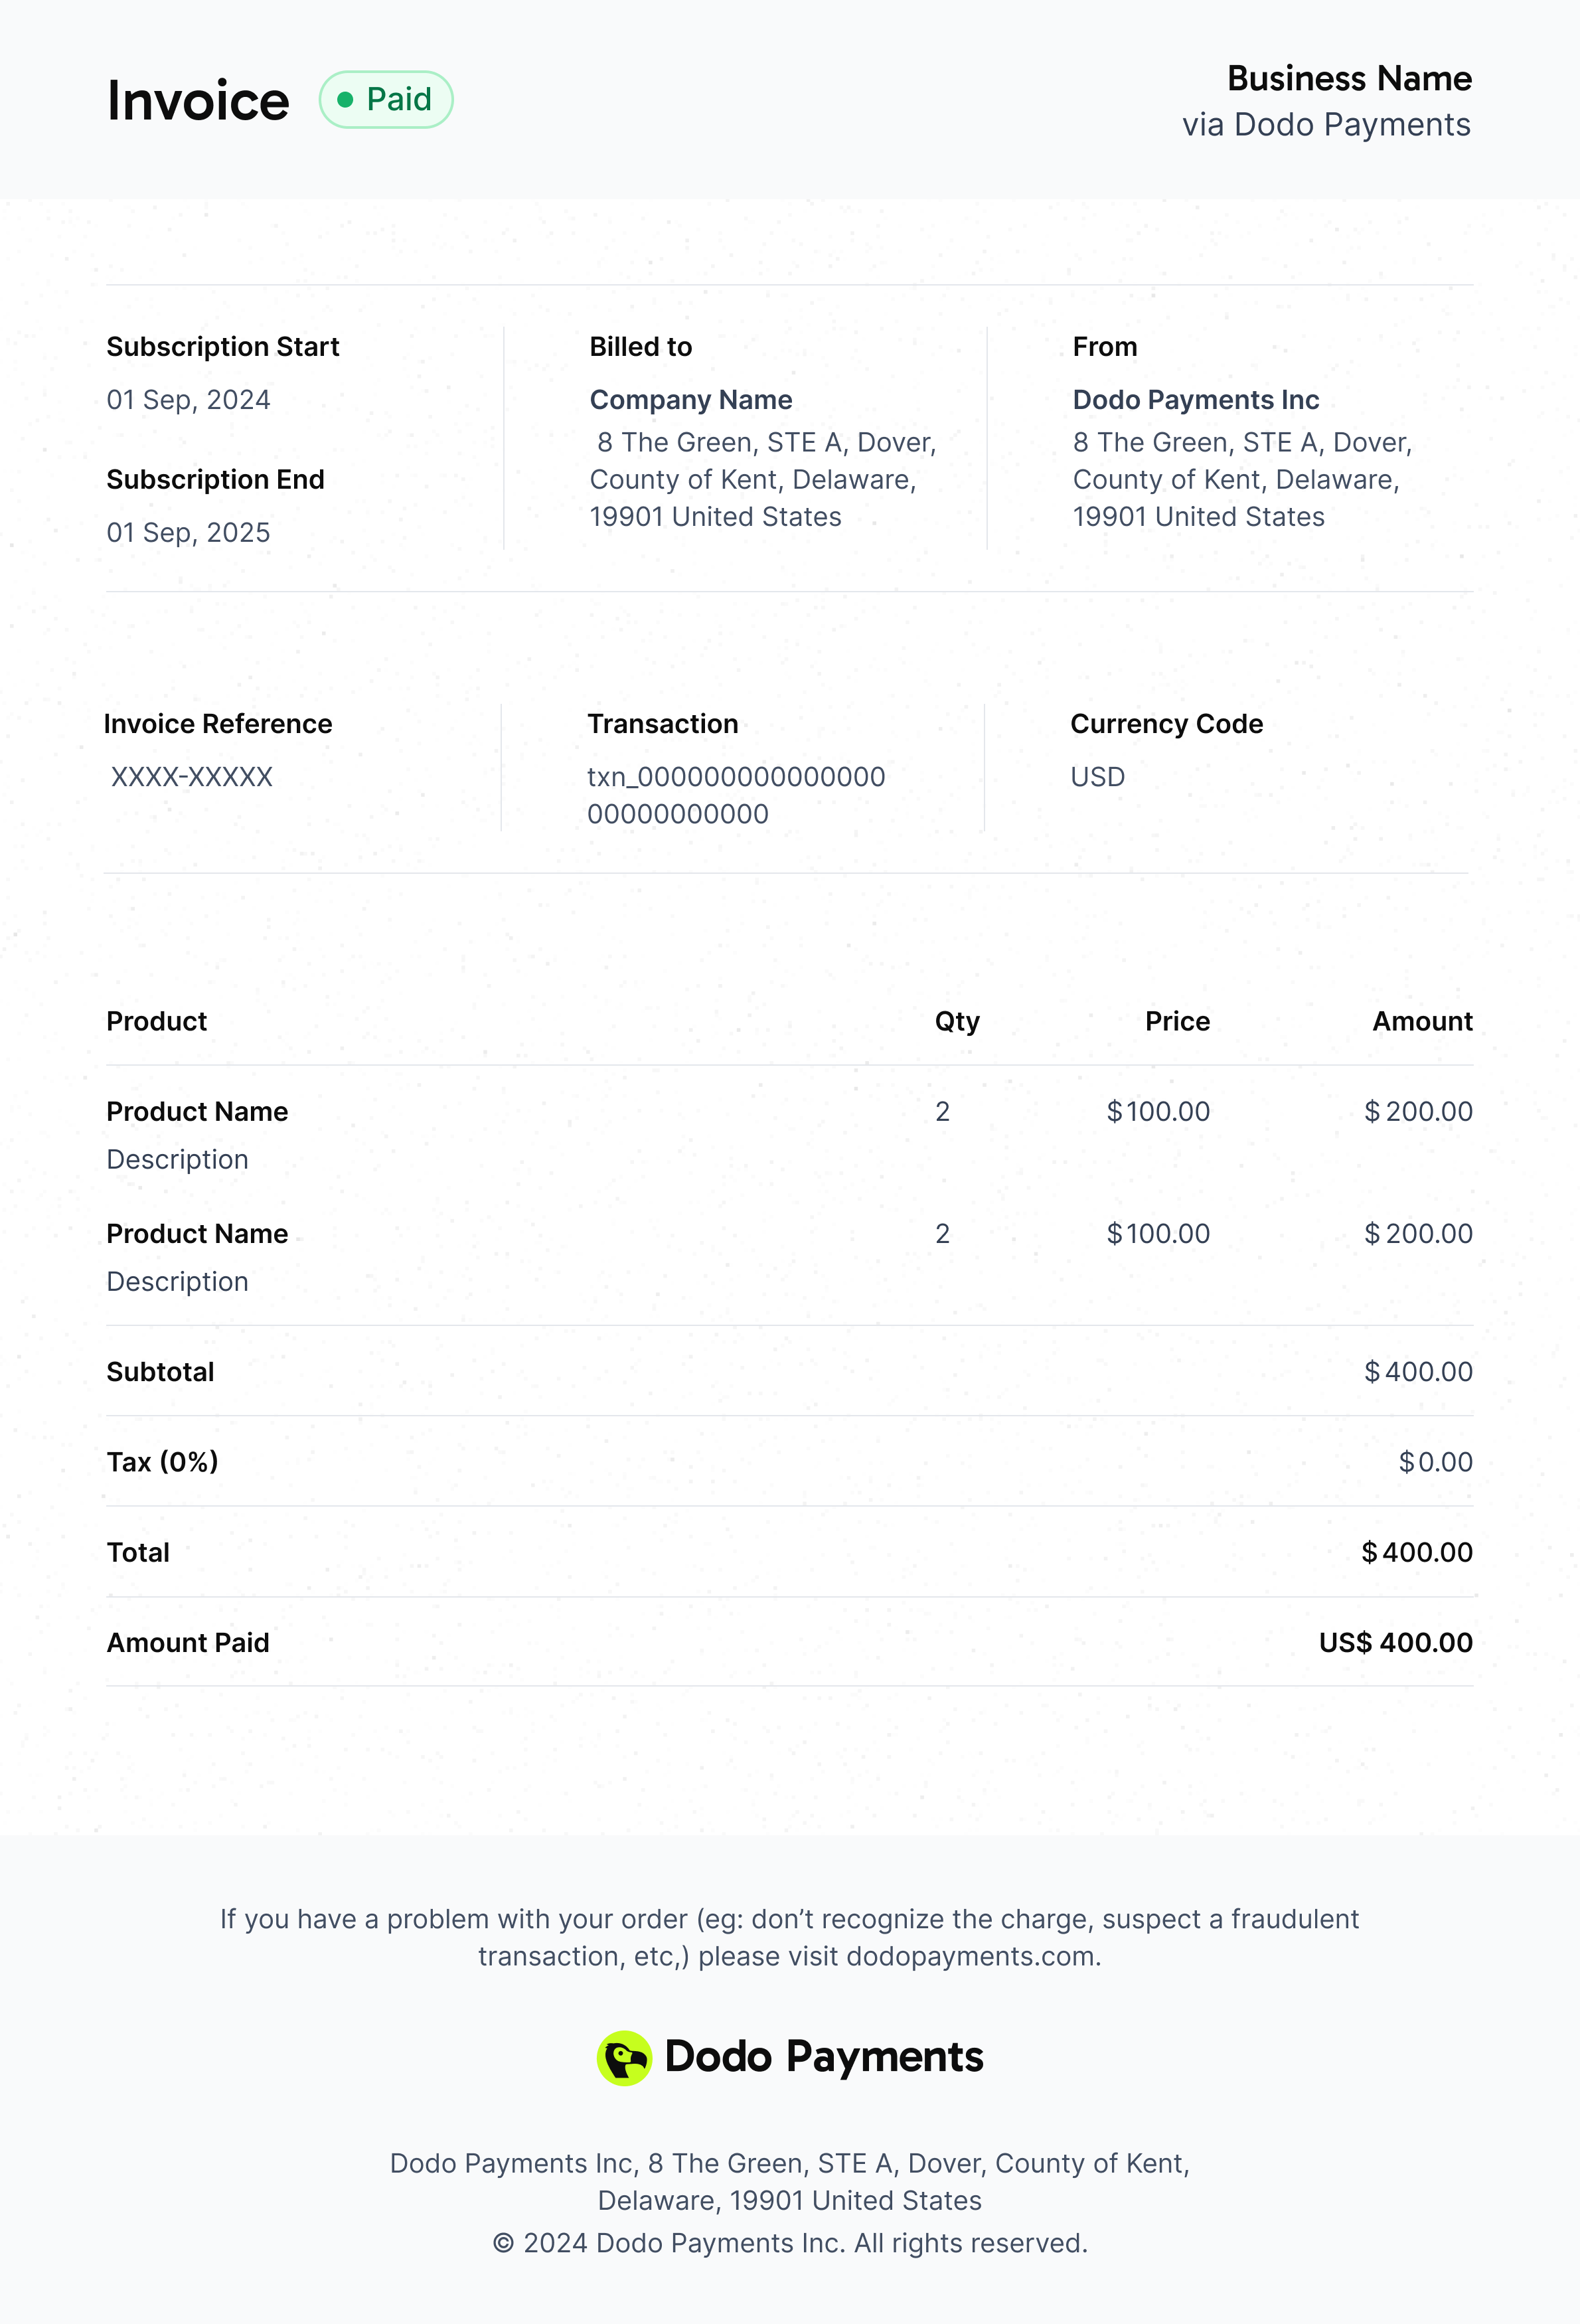 Invoice
Paid
Business Name
via Dodo Payments
Subscription Start
01 Sep, 2024
Subscription End
01 Sep, 2025
Billed to
Company Name
8 The Green, STE A, Dover,
County of Kent, Delaware,
19901 United States
From
Dodo Payments Inc
8 The Green, STE A, Dover,
County of Kent, Delaware,
19901 United States
Invoice Reference
XXXX-XXXXX
Transaction
txn_000000000000000
00000000000
Currency Code
USD
Product Qty Price Amount
Product Name 2 $100.00 $200.00
Description
Product Name 2 $100.00 $200.00
Description
Subtotal $400.00
Tax (0%) $0.00
Total $400.00
Amount Paid US$ 400.00
If you have a problem with your order (eg: don’t recognize the charge, suspect a fraudulent
transaction, etc,) please visit dodopayments.com.
Dodo Payments
Dodo Payments Inc, 8 The Green, STE A, Dover, County of Kent,
Delaware, 19901 United States
© 2024 Dodo Payments Inc. All rights reserved.